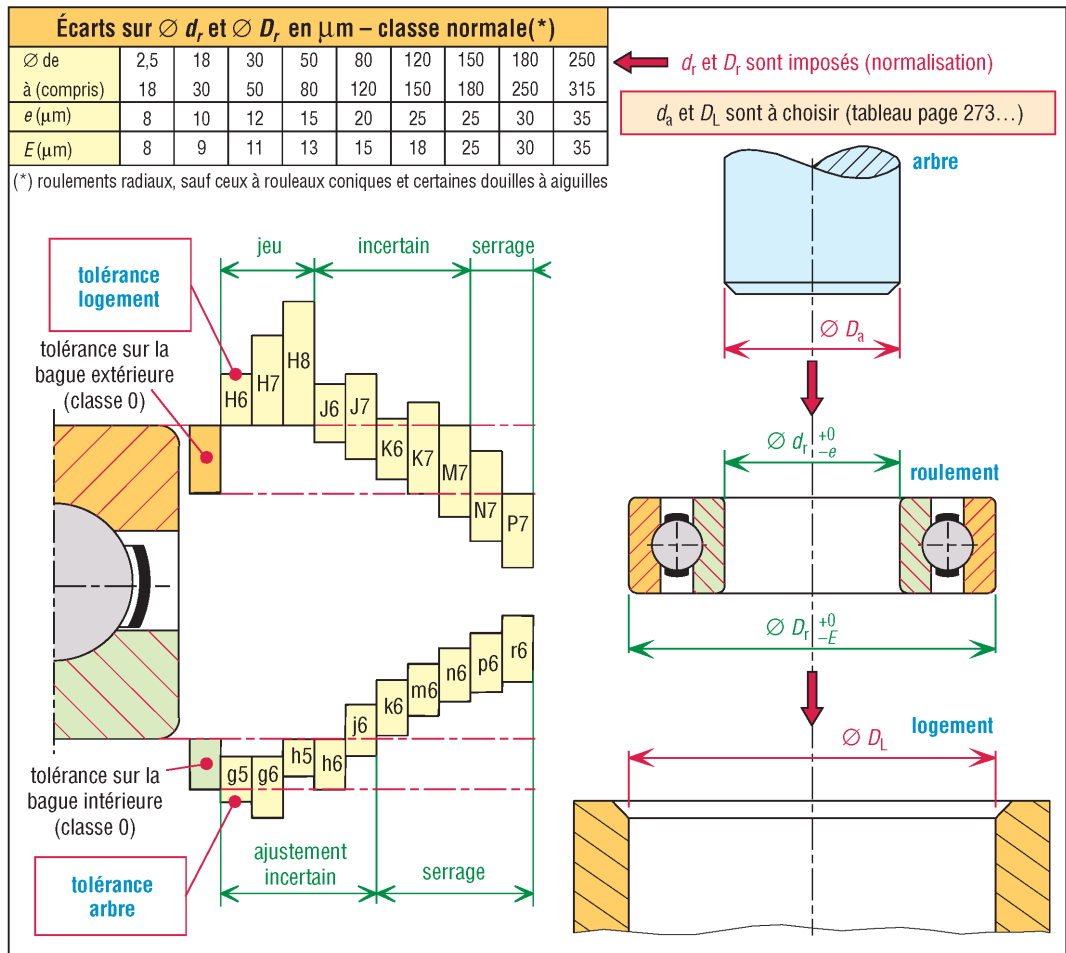 Écarts sur ∅ dr et ∅ Dr en µm – classe normale(*)
∅ de 2,5 18 30 50 80 120 150 180 250
à (compris) 18 30 50 80 120 150 180 250 315
e (µm) 8 10 12 15 20 25 25 30 35
E (µm) 8 9 11 13 15 18 25 30 35
(*) roulements radiaux, sauf ceux à rouleaux coniques et certaines douilles à aiguilles
dr et Dr sont imposés (normalisation)
da et DL sont à choisir (tableau page 273...)
arbre
∅ Da
∅ dr +0 −e
roulement
∅ Dr +0 −E
logement
∅ DL
jeu
incertain
serrage
tolérance
logement
tolérance sur la
bague extérieure
(classe 0)
H6
H7
H8
J6
J7
K6
K7
M7
N7
P7
g5
g6
h5
h6
j6
k6
m6
n6
p6
r6
tolérance sur la
bague intérieure
(classe 0)
tolérance
arbre
ajustement
incertain
serrage